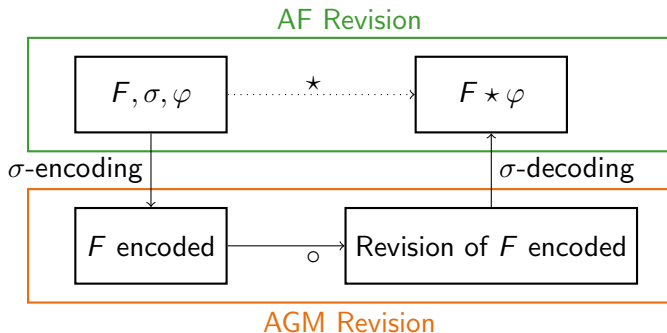 AF Revision
F, σ, φ
⋆
F ⋆ φ
σ-encoding
σ-decoding
F encoded
∘
Revision of F encoded
AGM Revision